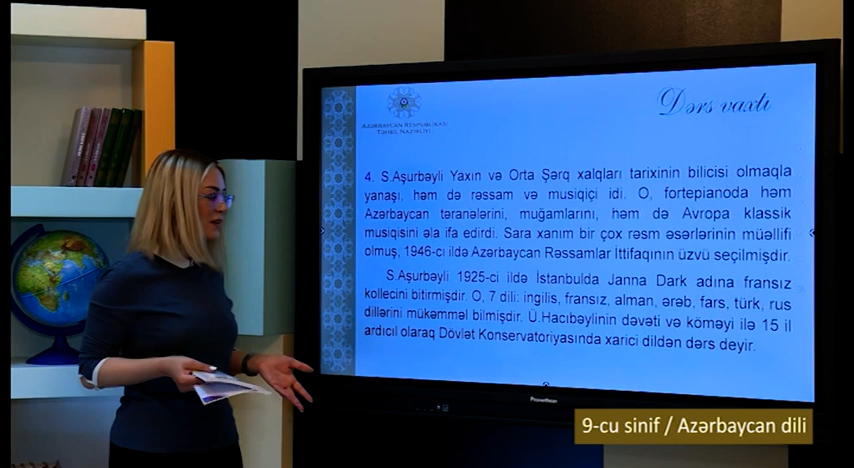 Dərs vaxtı
AZƏRBAYCAN RESPUBLİKASI
TƏHSİL NAZİRLİYİ
4. S.Aşurbəyli Yaxın və Orta Şərq xalqları tarixinin bilicisi olmaqla
yanaşı, həm də rəssam və musiqiçi idi. O, fortepianoda həm
Azərbaycan təranələrini, muğamlarını, həm də Avropa klassik
musiqisini əla ifa edirdi. Sara xanım bir çox rəsm əsərlərinin müəllifi
olmuş, 1946-cı ildə Azərbaycan Rəssamlar İttifaqının üzvü seçilmişdir.
S.Aşurbəyli 1925-ci ildə İstanbulda Janna Dark adına fransız
kollecini bitirmişdir. O, 7 dili: ingilis, fransız, alman, ərəb, fars, türk, rus
dillərini mükəmməl bilmişdir. Ü.Hacıbəylinin dəvəti və köməyi ilə 15 il
ardıcıl olaraq Dövlət Konservatoriyasında xarici dildən dərs deyir.
Promethean
9-cu sinif / Azərbaycan dili